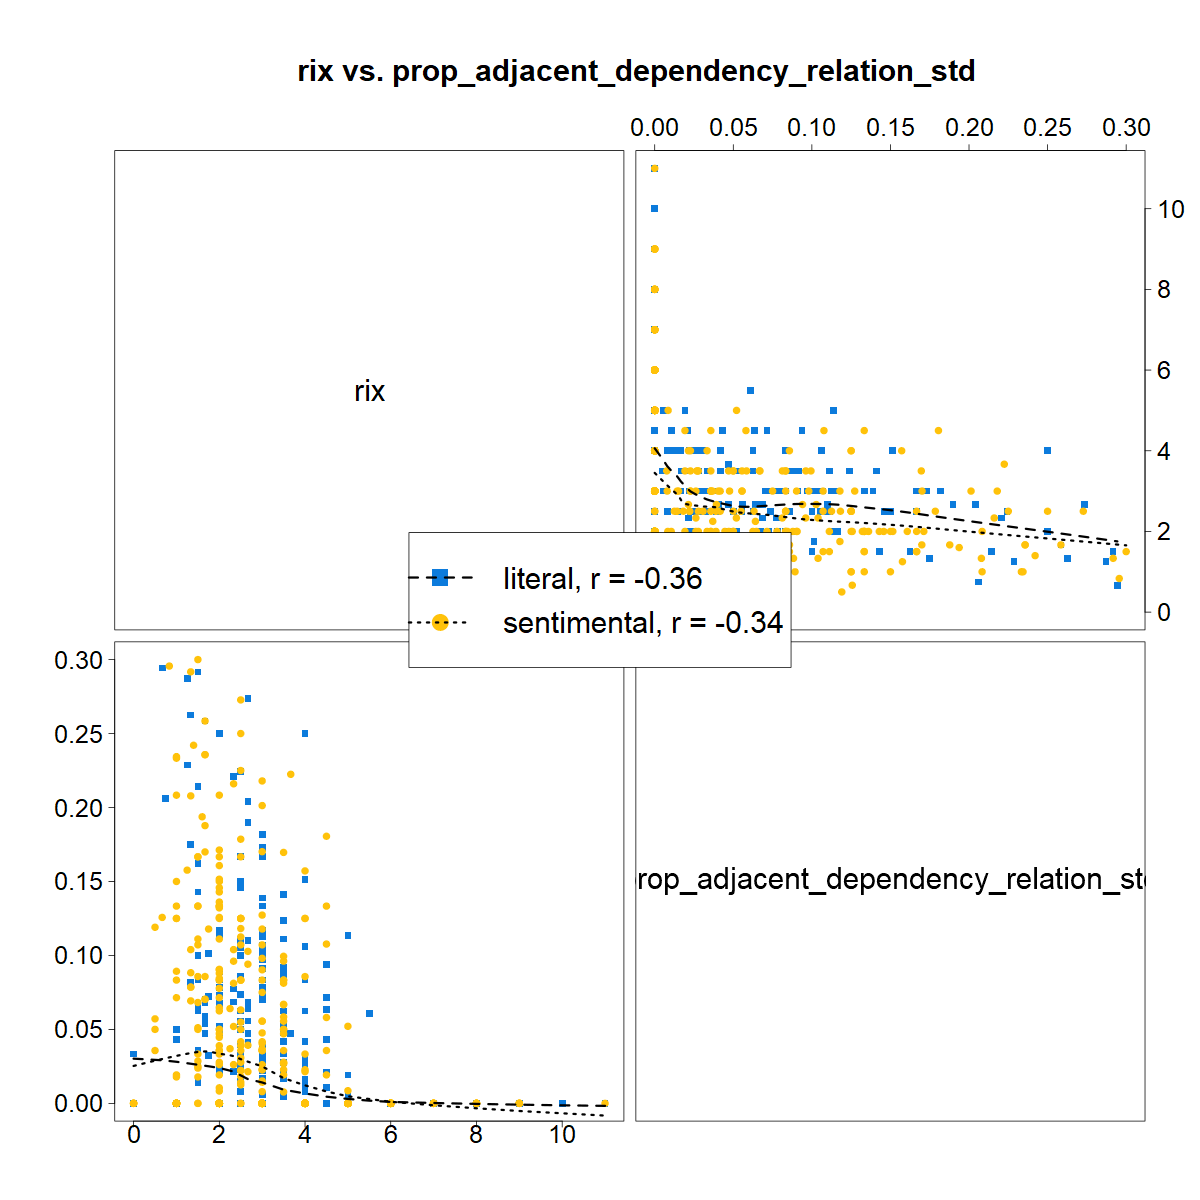 rix vs. prop_adjacent_dependency_relation_std
0.00 0.05 0.10 0.15 0.20 0.25 0.30
10
8
6
4
2
0
rix
literal, r = -0.36
sentimental, r = -0.34
0.30
0.25
0.20
0.15
0.10
0.05
0.00
rop_adjacent_dependency_relation_st
0 2 4 6 8 10